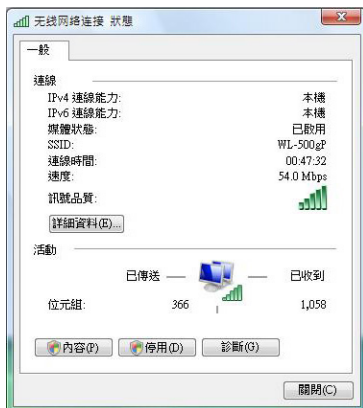 无线网络连接 狀態
一般
連線
IPv4 連線能力: 本機
IPv6 連線能力: 本機
媒體狀態: 已啟用
SSID: WL-500gP
連線時間: 00:47:32
速度: 54.0 Mbps
訊號品質:
詳細資料(E)...
活動
已傳送 — — 已收到
位元組: 366 1,058
內容(P) 停用(D) 診斷(G)
關閉(C)